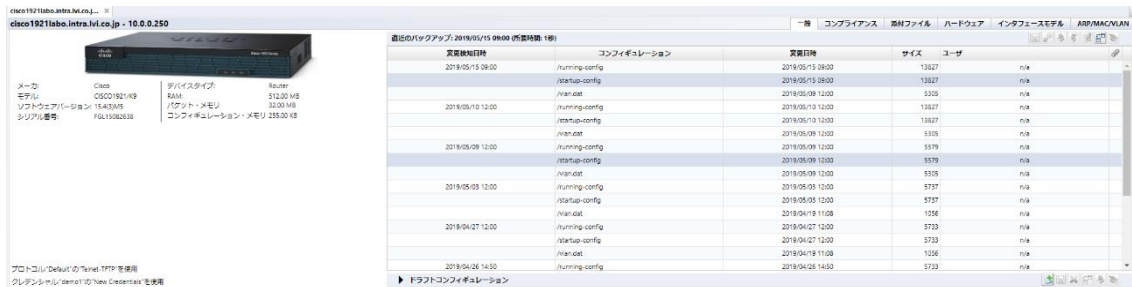 cisco1921labo.intra.lvi.co.j...
cisco1921labo.intra.lvi.co.jp - 10.0.0.250
一般 コンプライアンス 添付ファイル ハードウェア インタフェースモデル ARP/MAC/VLAN
直近のバックアップ: 2019/05/15 09:00 (所要時間: 1秒)
変更検知日時 コンフィギュレーション 変更日時 サイズ ユーザ
2019/05/15 09:00 /running-config 2019/05/15 09:00 13827 n/a
/startup-config 2019/05/15 09:00 13827 n/a
/vlan.dat 2019/05/09 12:00 5305 n/a
2019/05/10 12:00 /running-config 2019/05/10 12:00 13827 n/a
/startup-config 2019/05/10 12:00 13827 n/a
/vlan.dat 2019/05/09 12:00 5305 n/a
2019/05/09 12:00 /running-config 2019/05/09 12:00 5579 n/a
/startup-config 2019/05/09 12:00 5579 n/a
/vlan.dat 2019/05/09 12:00 5305 n/a
2019/05/03 12:00 /running-config 2019/05/03 12:00 5737 n/a
/startup-config 2019/05/03 12:00 5737 n/a
/vlan.dat 2019/04/19 11:08 1056 n/a
2019/04/27 12:00 /running-config 2019/04/27 12:00 5733 n/a
/startup-config 2019/04/27 12:00 5733 n/a
/vlan.dat 2019/04/19 11:08 1056 n/a
2019/04/26 14:50 /running-config 2019/04/26 14:50 5733 n/a
ドラフトコンフィギュレーション
メーカ: Cisco
モデル: CISCO1921/K9
ソフトウェアバージョン: 15.4(3)M5
シリアル番号: FGL15082638
デバイスタイプ: Router
RAM: 512.00 MB
パケット・メモリ 32.00 MB
コンフィギュレーション・メモリ 255.00 KB
プロトコル"Default"の"Telnet-TFTP"を使用
クレデンシャル"demo1"の"New Credentials"を使用